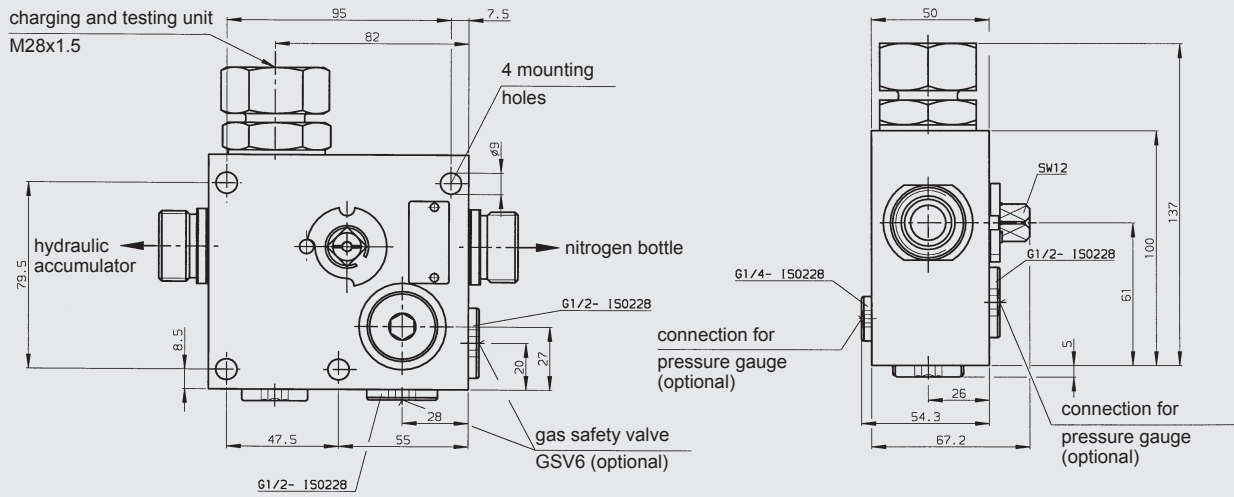 charging and testing unit
M28x1.5
95
7.5
82
4 mounting
holes
ø9
79.5
8.5
hydraulic
accumulator
nitrogen bottle
G1/2- ISO228
20
27
28
47.5
55
gas safety valve
GSV6 (optional)
G1/2- ISO228
50
SW12
137
100
61
G1/4- ISO228
G1/2- ISO228
connection for
pressure gauge
(optional)
5
26
54.3
67.2
connection for
pressure gauge
(optional)